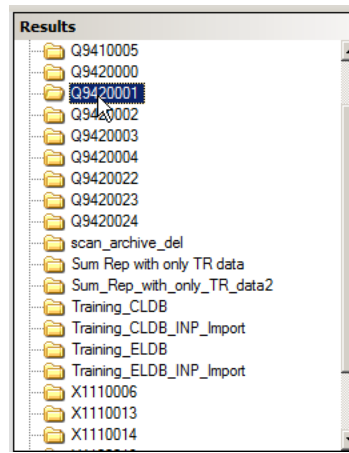 Results
Q9410005
Q9420000
Q9420001
Q9420002
Q9420003
Q9420004
Q9420022
Q9420023
Q9420024
scan_archive_del
Sum Rep with only TR data
Sum_Rep_with_only_TR_data2
Training_CLDB
Training_CLDB_INP_Import
Training_ELDB
Training_ELDB_INP_Import
X1110006
X1110013
X1110014